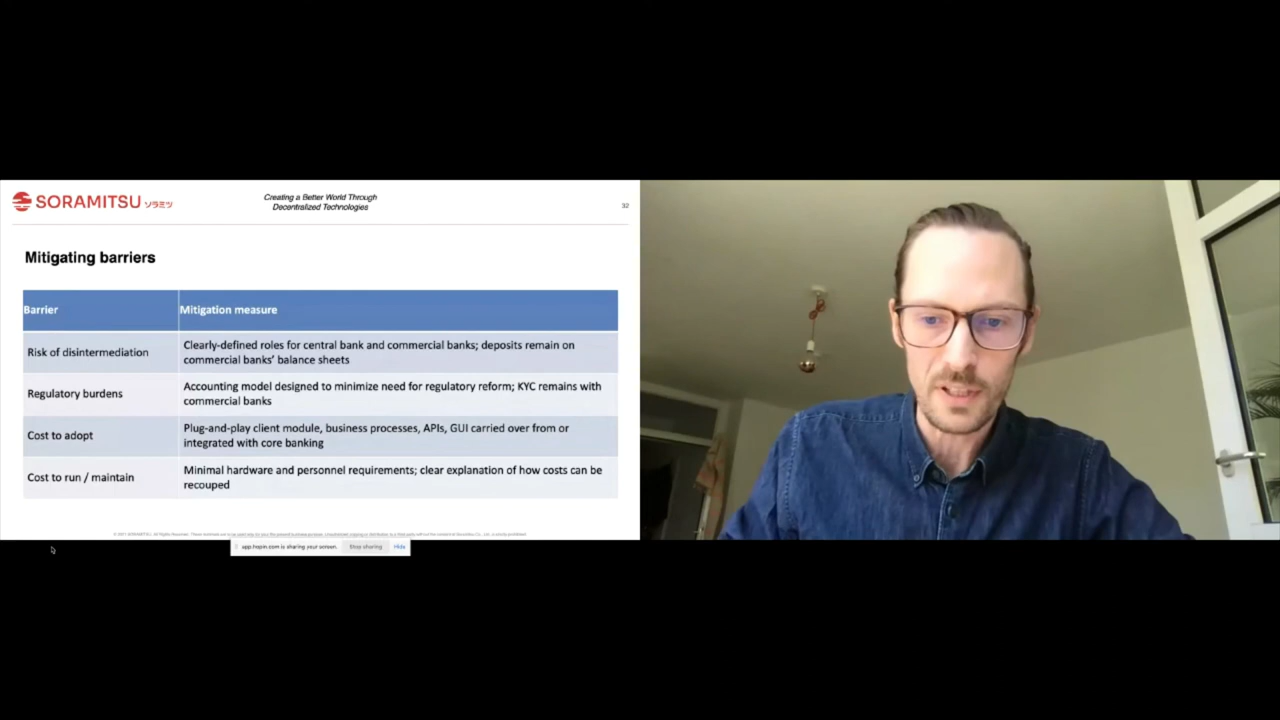 SORAMITSU ソラミツ
Creating a Better World Through
Decentralized Technologies
32
Mitigating barriers
Barrier
Mitigation measure
Risk of disintermediation
Clearly-defined roles for central bank and commercial banks; deposits remain on
commercial banks' balance sheets
Regulatory burdens
Accounting model designed to minimize need for regulatory reform; KYC remains with
commercial banks
Cost to adopt
Plug-and-play client module, business processes, APIs, GUI carried over from or
integrated with core banking
Cost to run / maintain
Minimal hardware and personnel requirements; clear explanation of how costs can be
recouped
app.hopin.com is sharing your screen.
Stop sharing
Hide